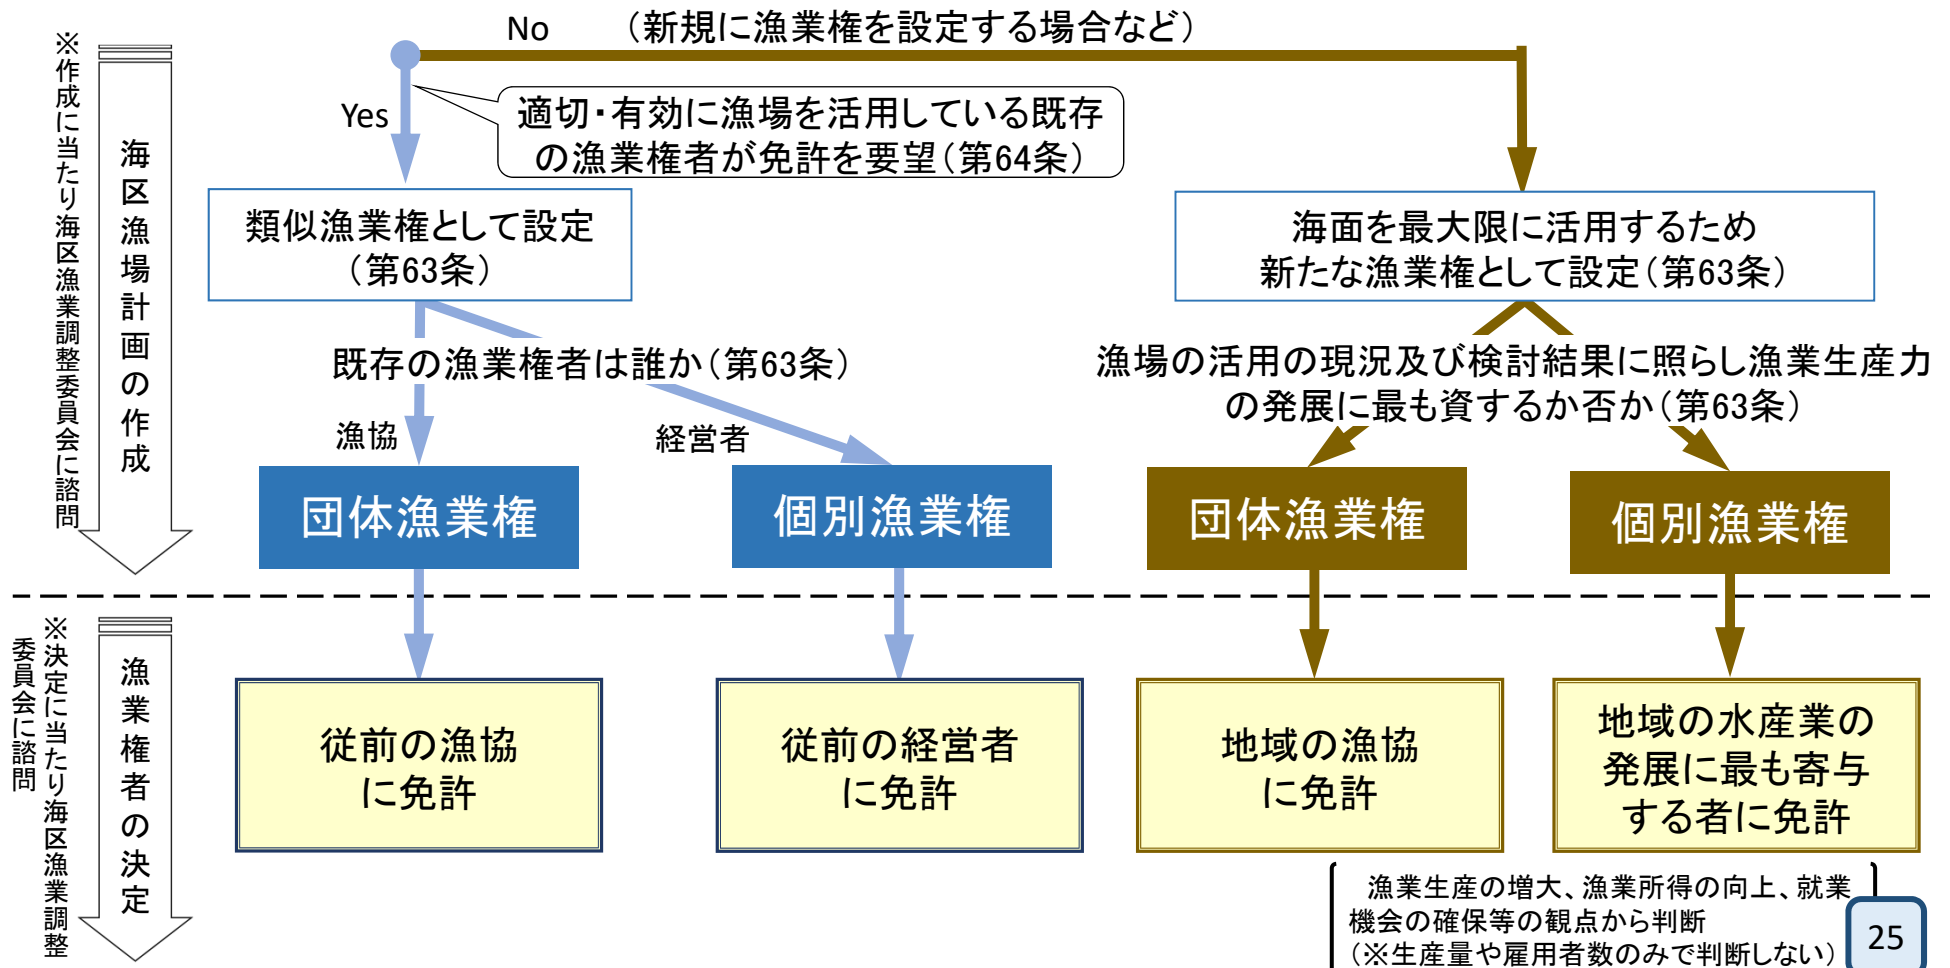 No (新規に漁業権を設定する場合など)
Yes
適切・有効に漁場を活用している既存
の漁業権者が免許を要望(第64条)
※作成に当たり海区漁業調整委員会に諮問
海区漁場計画の作成
類似漁業権として設定
(第63条)
海面を最大限に活用するため
新たな漁業権として設定(第63条)
既存の漁業権者は誰か(第63条)
漁場の活用の現況及び検討結果に照らし漁業生産力
の発展に最も資するか否か(第63条)
漁協
経営者
団体漁業権
個別漁業権
団体漁業権
個別漁業権
※決定に当たり海区漁業調整
委員会に諮問
漁業権者の決定
従前の漁協
に免許
従前の経営者
に免許
地域の漁協
に免許
地域の水産業の
発展に最も寄与
する者に免許
漁業生産の増大、漁業所得の向上、就業
機会の確保等の観点から判断
(※生産量や雇用者数のみで判断しない)
25